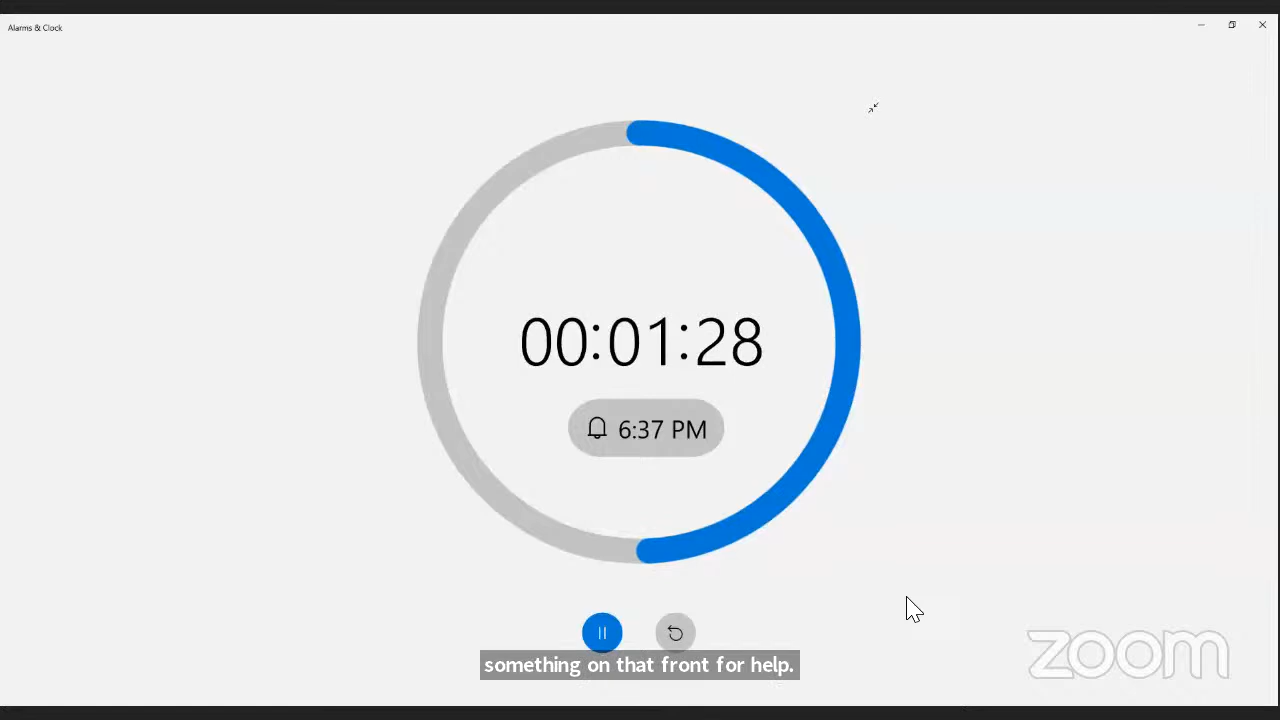 Alarms & Clock
00:01:28
6:37 PM
something on that front for help.
zoom